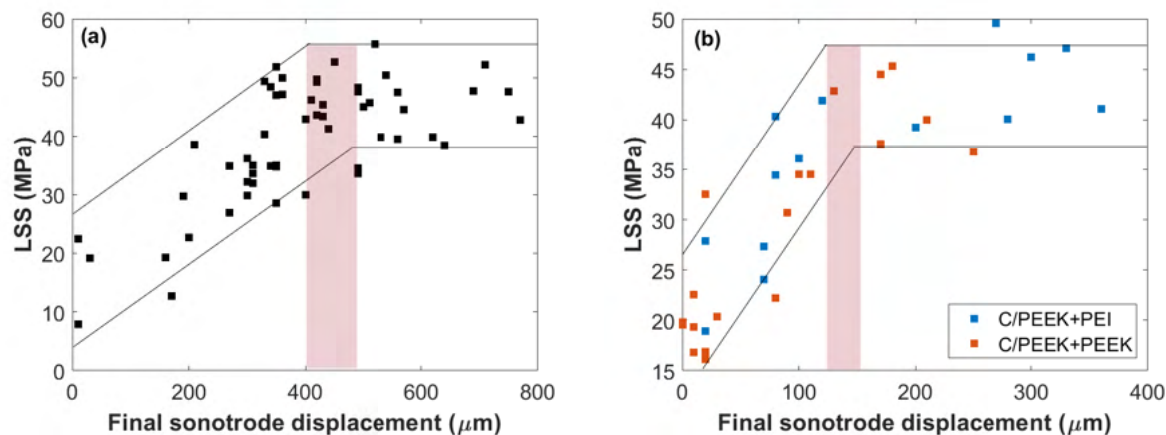 (a)
LSS (MPa)
60
50
40
30
20
10
0
0 200 400 600 800
Final sonotrode displacement (μm)
(b)
LSS (MPa)
50
45
40
35
30
25
20
15
0 100 200 300 400
Final sonotrode displacement (μm)
C/PEEK+PEI
C/PEEK+PEEK